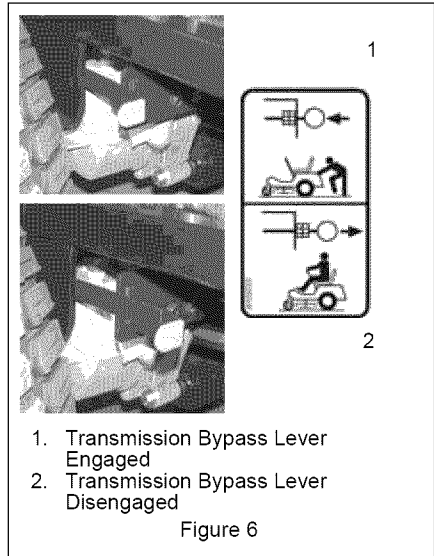 1
2
1. Transmission Bypass Lever
Engaged
2. Transmission Bypass Lever
Disengaged
Figure 6